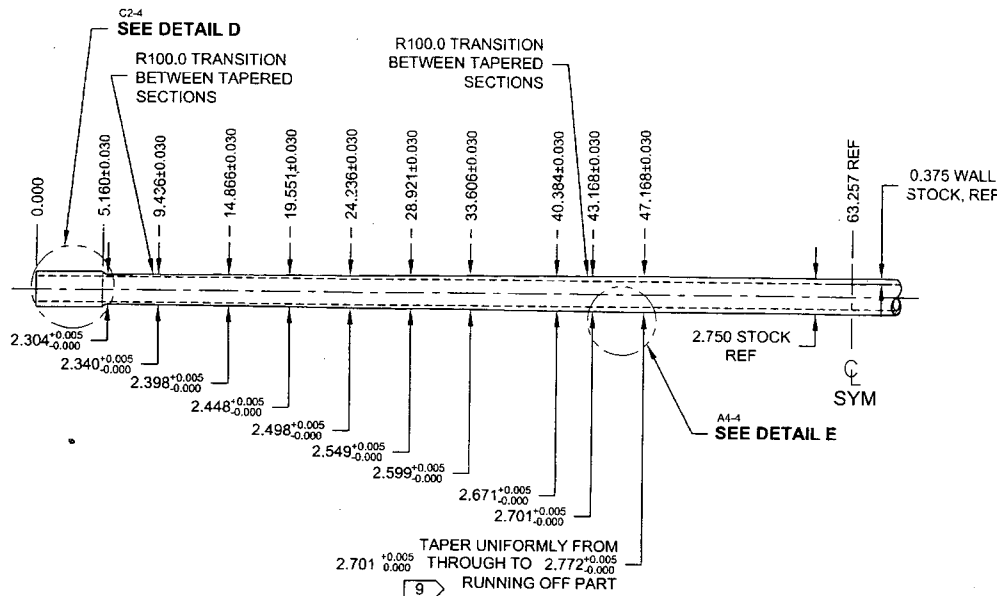 C2-4
SEE DETAIL D
R100.0 TRANSITION
BETWEEN TAPERED
SECTIONS
R100.0 TRANSITION
BETWEEN TAPERED
SECTIONS
0.000
5.160±0.030
9.436±0.030
14.866±0.030
19.551±0.030
24.236±0.030
28.921±0.030
33.606±0.030
40.384±0.030
43.168±0.030
47.168±0.030
63.257 REF
0.375 WALL
STOCK, REF
2.304 +0.005 -0.000
2.340 +0.005 -0.000
2.398 +0.005 -0.000
2.448 +0.005 -0.000
2.498 +0.005 -0.000
2.549 +0.005 -0.000
2.599 +0.005 -0.000
2.671 +0.005 -0.000
2.701 +0.005 -0.000
2.750 STOCK
REF
℄
SYM
A4-4
SEE DETAIL E
TAPER UNIFORMLY FROM
2.701 +0.005 0.000 THROUGH TO 2.772 +0.005 -0.000
9 RUNNING OFF PART